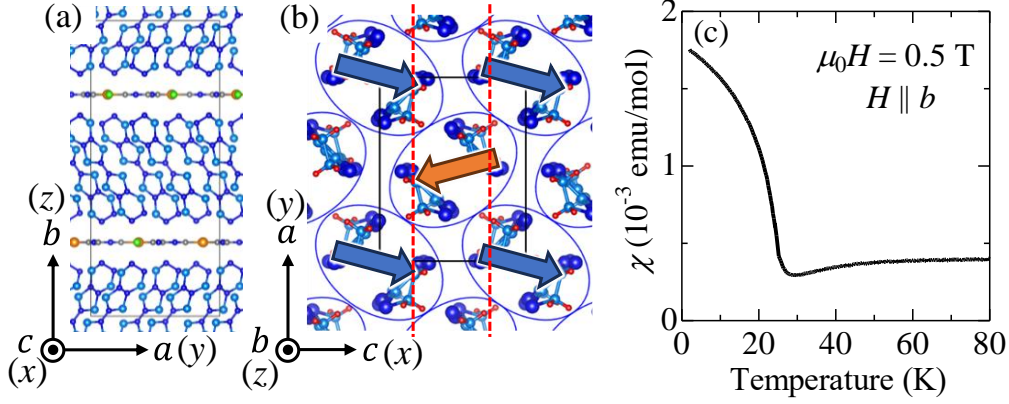 (a)
(z)
b
c
(x)
a (y)
(b)
(y)
a
b
(z)
c (x)
(c)
μ₀H = 0.5 T
H ∥ b
χ (10⁻³ emu/mol)
2
1
0
0 20 40 60 80
Temperature (K)